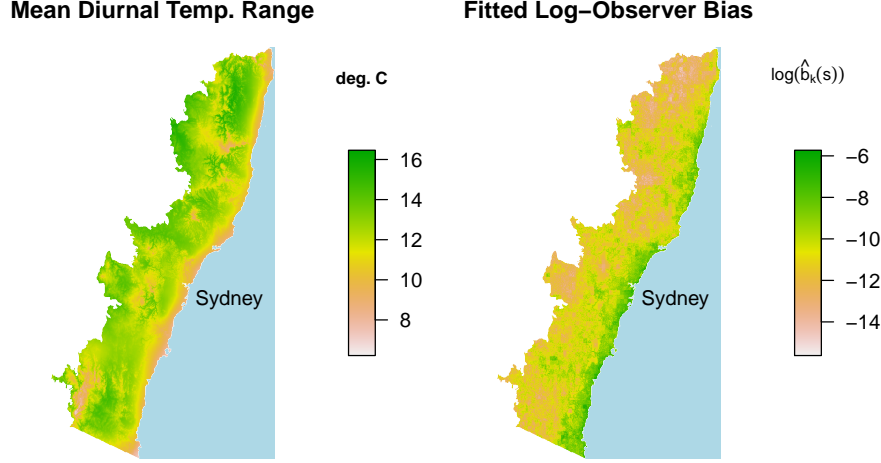 Mean Diurnal Temp. Range
deg. C
16
14
12
10
8
Sydney
Fitted Log−Observer Bias
log(b̂ₖ(s))
−6
−8
−10
−12
−14
Sydney